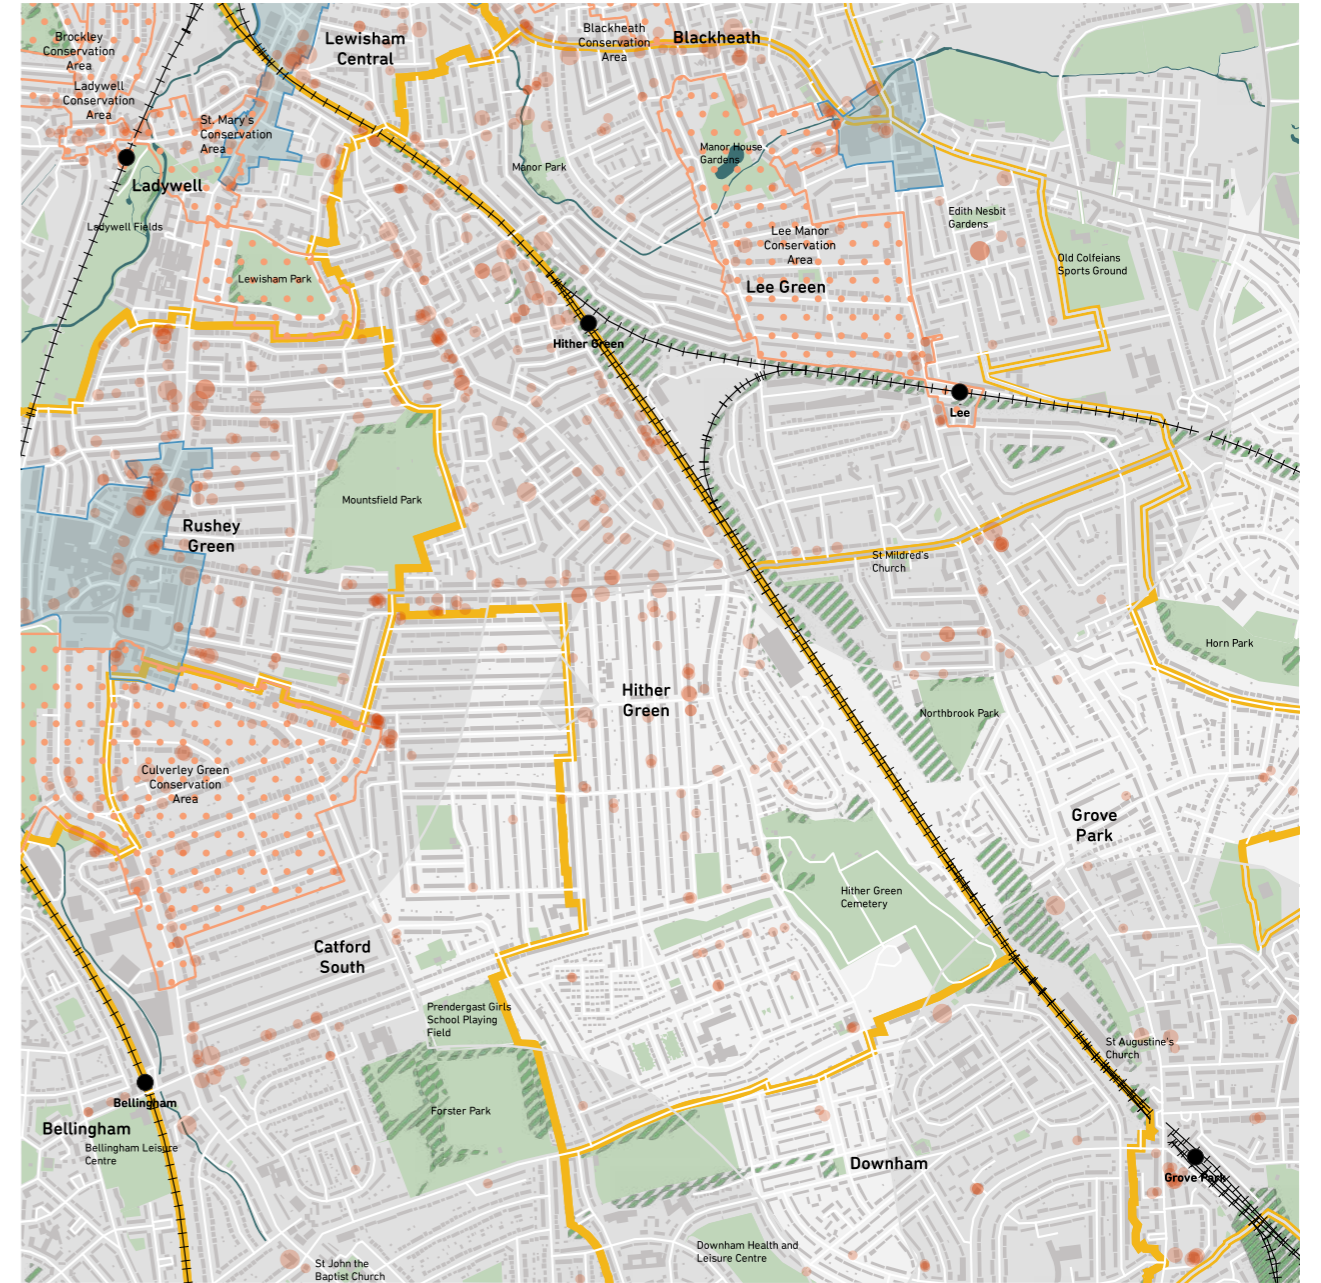 Brockley
Conservation
Area
Lewisham
Central
Blackheath
Conservation
Area
Blackheath
Ladywell
Conservation
Area
St. Mary's
Conservation
Area
Manor House
Gardens
Manor Park
Ladywell
Ladywell Fields
Edith Nesbit
Gardens
Lee Manor
Conservation
Area
Old Colfeians
Sports Ground
Lewisham Park
Lee Green
Hither Green
Lee
Mountsfield Park
Rushey
Green
St Mildred's
Church
Horn Park
Hither
Green
Northbrook Park
Culverley Green
Conservation
Area
Grove
Park
Hither Green
Cemetery
Catford
South
Prendergast Girls
School Playing
Field
St Augustine's
Church
Bellingham
Forster Park
Bellingham
Bellingham Leisure
Centre
Downham
Grove Park
Downham Health and
Leisure Centre
St John the
Baptist Church